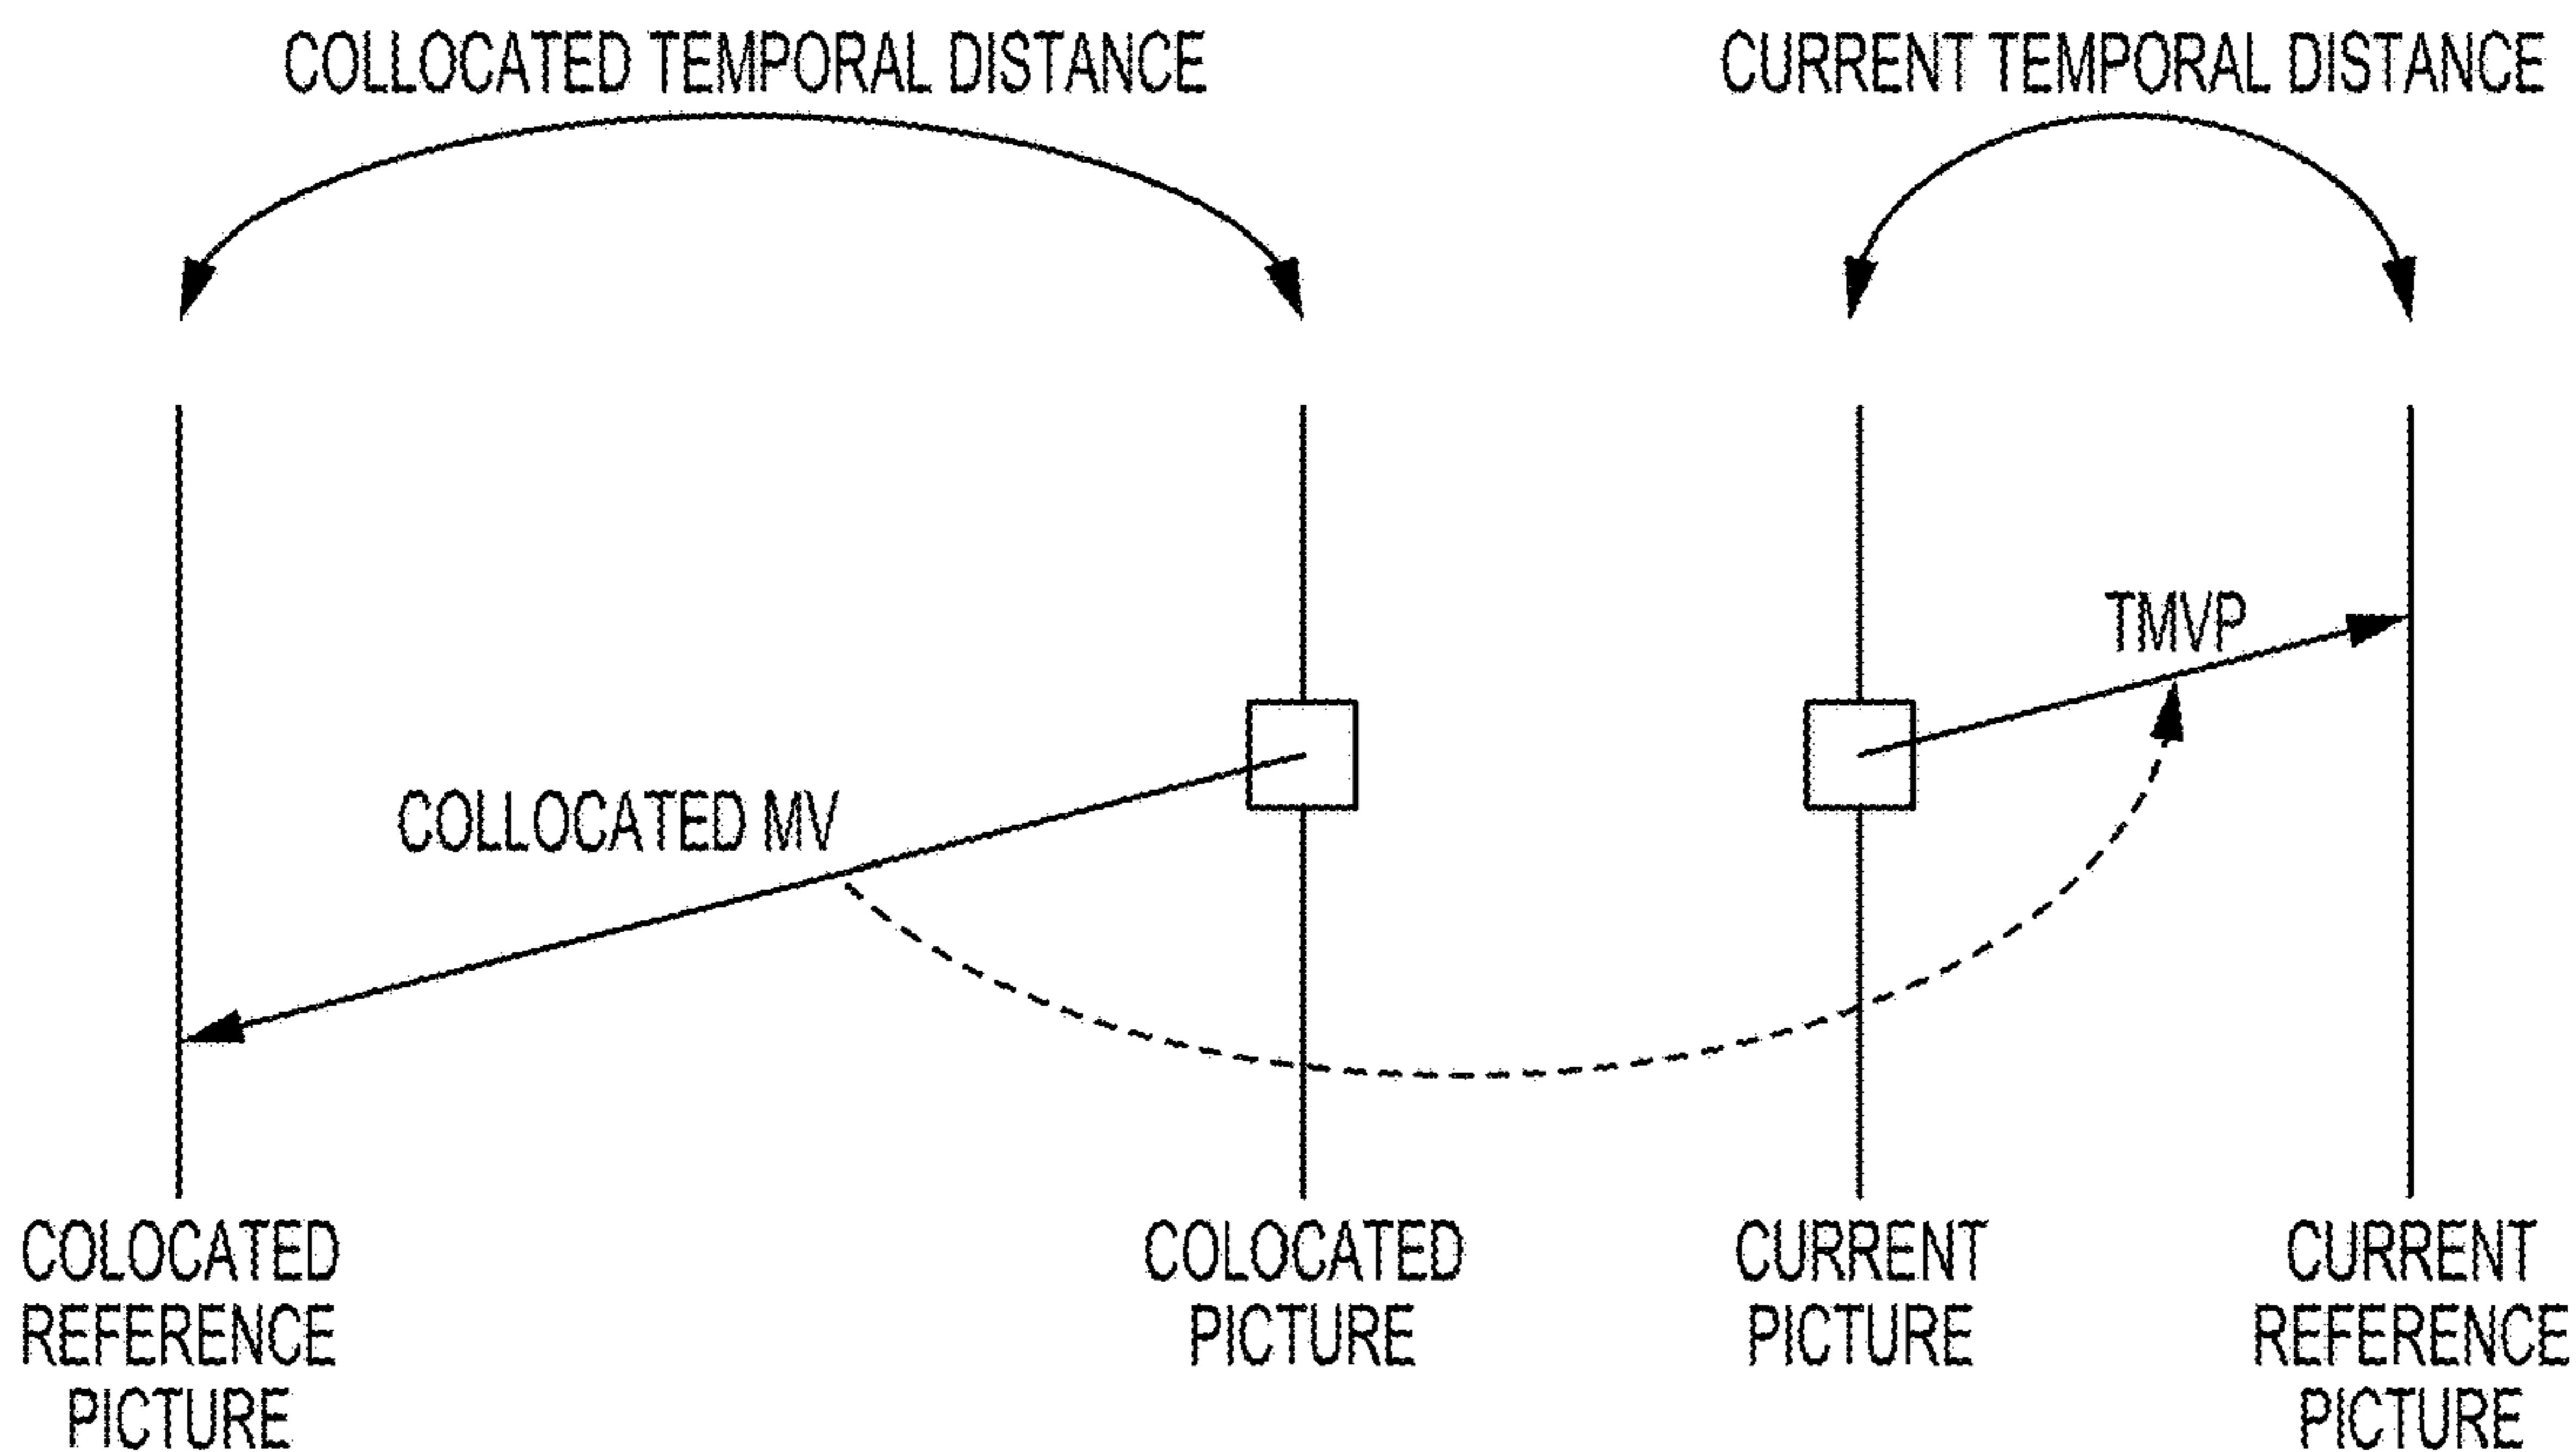 COLLOCATED TEMPORAL DISTANCE
CURRENT TEMPORAL DISTANCE
TMVP
COLLOCATED MV
COLOCATED
REFERENCE
PICTURE
COLOCATED
PICTURE
CURRENT
PICTURE
CURRENT
REFERENCE
PICTURE